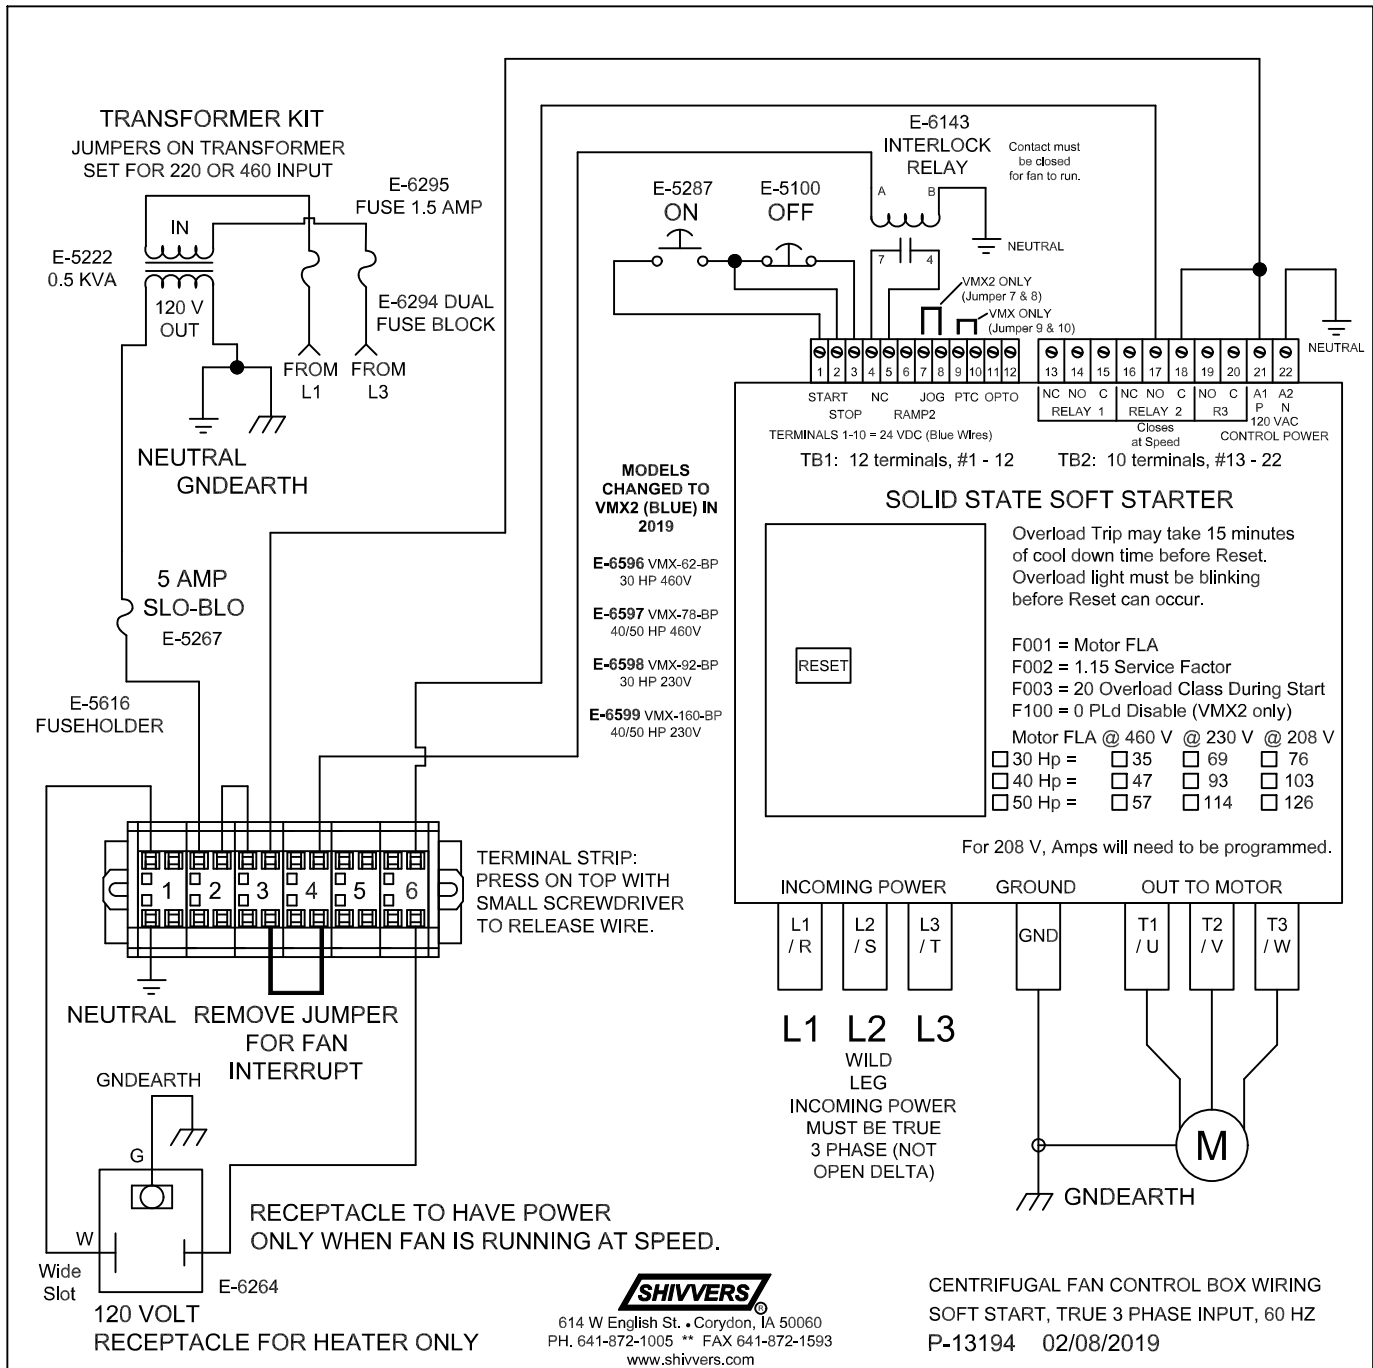 TRANSFORMER KIT
JUMPERS ON TRANSFORMER
SET FOR 220 OR 460 INPUT
E-6295
FUSE 1.5 AMP
IN
E-5222
0.5 KVA
120 V
OUT
E-6294 DUAL
FUSE BLOCK
FROM
L1
FROM
L3
NEUTRAL
GNDEARTH
5 AMP
SLO-BLO
E-5267
E-5616
FUSEHOLDER
E-6143
INTERLOCK
RELAY
Contact must
be closed
for fan to run.
A
B
E-5287
ON
E-5100
OFF
7
4
NEUTRAL
VMX2 ONLY
(Jumper 7 & 8)
VMX ONLY
(Jumper 9 & 10)
NEUTRAL
1 2 3 4 5 6 7 8 9 10 11 12
13 14 15 16 17 18 19 20 21 22
START NC JOG PTC OPTO
STOP RAMP2
NC NO C NC NO C NO C A1 A2
RELAY 1 RELAY 2 R3 P N
Closes
at Speed
120 VAC
CONTROL POWER
TERMINALS 1-10 = 24 VDC (Blue Wires)
TB1: 12 terminals, #1 - 12
TB2: 10 terminals, #13 - 22
MODELS
CHANGED TO
VMX2 (BLUE) IN
2019
E-6596 VMX-62-BP
30 HP 460V
E-6597 VMX-78-BP
40/50 HP 460V
E-6598 VMX-92-BP
30 HP 230V
E-6599 VMX-160-BP
40/50 HP 230V
SOLID STATE SOFT STARTER
Overload Trip may take 15 minutes
of cool down time before Reset.
Overload light must be blinking
before Reset can occur.
RESET
F001 = Motor FLA
F002 = 1.15 Service Factor
F003 = 20 Overload Class During Start
F100 = 0 PLd Disable (VMX2 only)
Motor FLA @ 460 V @ 230 V @ 208 V
30 Hp = 35 69 76
40 Hp = 47 93 103
50 Hp = 57 114 126
For 208 V, Amps will need to be programmed.
INCOMING POWER
GROUND
OUT TO MOTOR
L1
/ R
L2
/ S
L3
/ T
GND
T1
/ U
T2
/ V
T3
/ W
L1 L2 L3
WILD
LEG
INCOMING POWER
MUST BE TRUE
3 PHASE (NOT
OPEN DELTA)
M
GNDEARTH
1 2 3 4 5 6
TERMINAL STRIP:
PRESS ON TOP WITH
SMALL SCREWDRIVER
TO RELEASE WIRE.
NEUTRAL
REMOVE JUMPER
FOR FAN
INTERRUPT
GNDEARTH
G
W
Wide
Slot
E-6264
RECEPTACLE TO HAVE POWER
ONLY WHEN FAN IS RUNNING AT SPEED.
120 VOLT
RECEPTACLE FOR HEATER ONLY
SHIVVERS ®
614 W English St. • Corydon, IA 50060
PH. 641-872-1005 ** FAX 641-872-1593
www.shivvers.com
CENTRIFUGAL FAN CONTROL BOX WIRING
SOFT START, TRUE 3 PHASE INPUT, 60 HZ
P-13194 02/08/2019